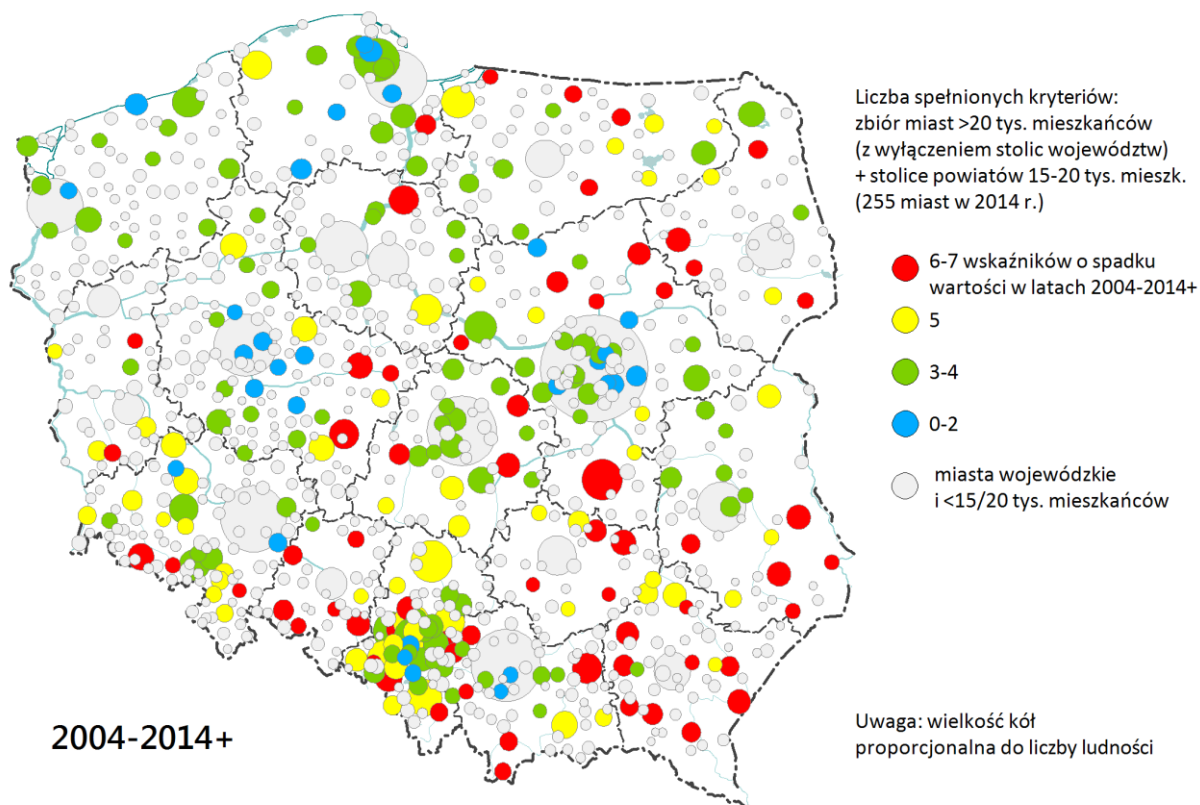 Liczba spełnionych kryteriów:
zbiór miast >20 tys. mieszkańców
(z wyłączeniem stolic województw)
+ stolice powiatów 15-20 tys. mieszk.
(255 miast w 2014 r.)
6-7 wskaźników o spadku
wartości w latach 2004-2014+
5
3-4
0-2
miasta wojewódzkie
i <15/20 tys. mieszkańców
2004-2014+
Uwaga: wielkość kół
proporcjonalna do liczby ludności